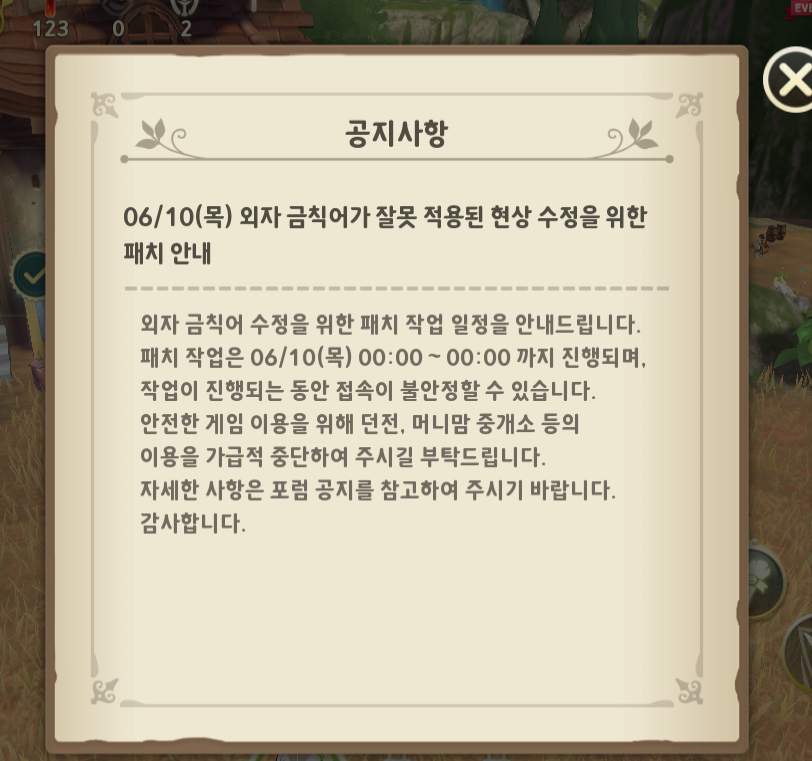 123
0
2
EVE
공지사항
06/10(목) 외자 금칙어가 잘못 적용된 현상 수정을 위한
패치 안내
외자 금칙어 수정을 위한 패치 작업 일정을 안내드립니다.
패치 작업은 06/10(목) 00:00 ~ 00:00 까지 진행되며,
작업이 진행되는 동안 접속이 불안정할 수 있습니다.
안전한 게임 이용을 위해 던전, 머니맘 중개소 등의
이용을 가급적 중단하여 주시길 부탁드립니다.
자세한 사항은 포럼 공지를 참고하여 주시기 바랍니다.
감사합니다.